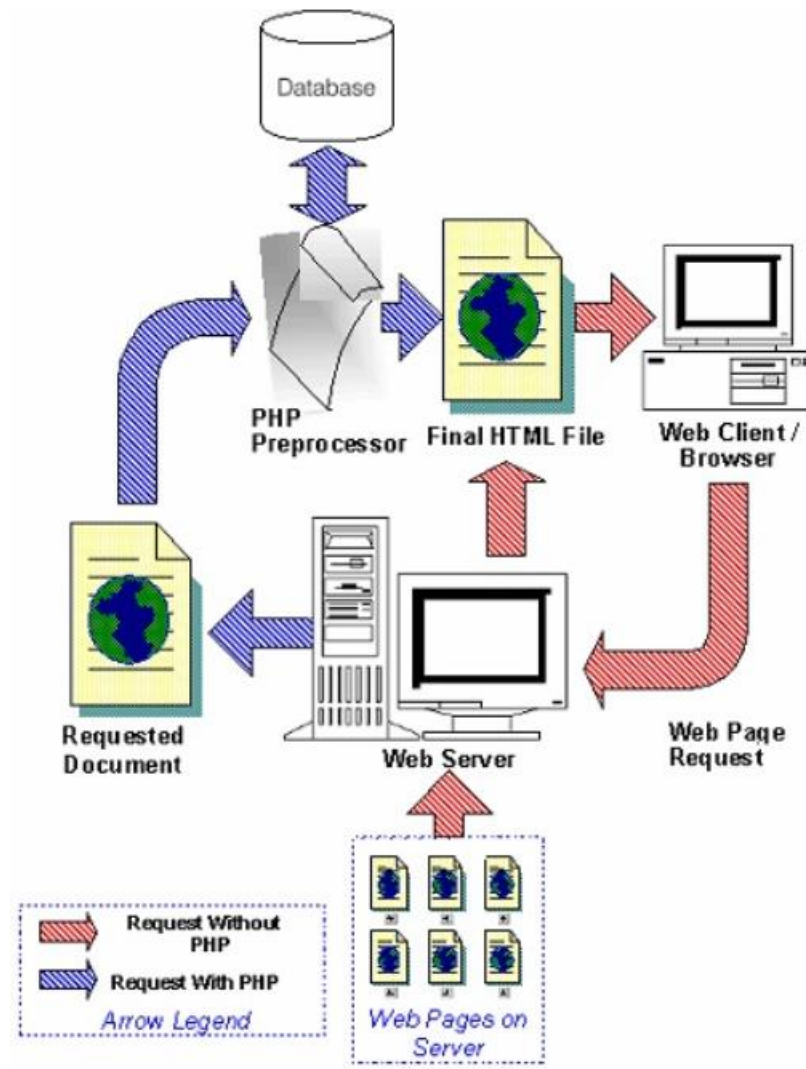 Database
PHP
Preprocessor
Final HTML File
Web Client /
Browser
Requested
Document
Web Server
Web Page
Request
Request Without
PHP
Request With PHP
Arrow Legend
Web Pages on
Server